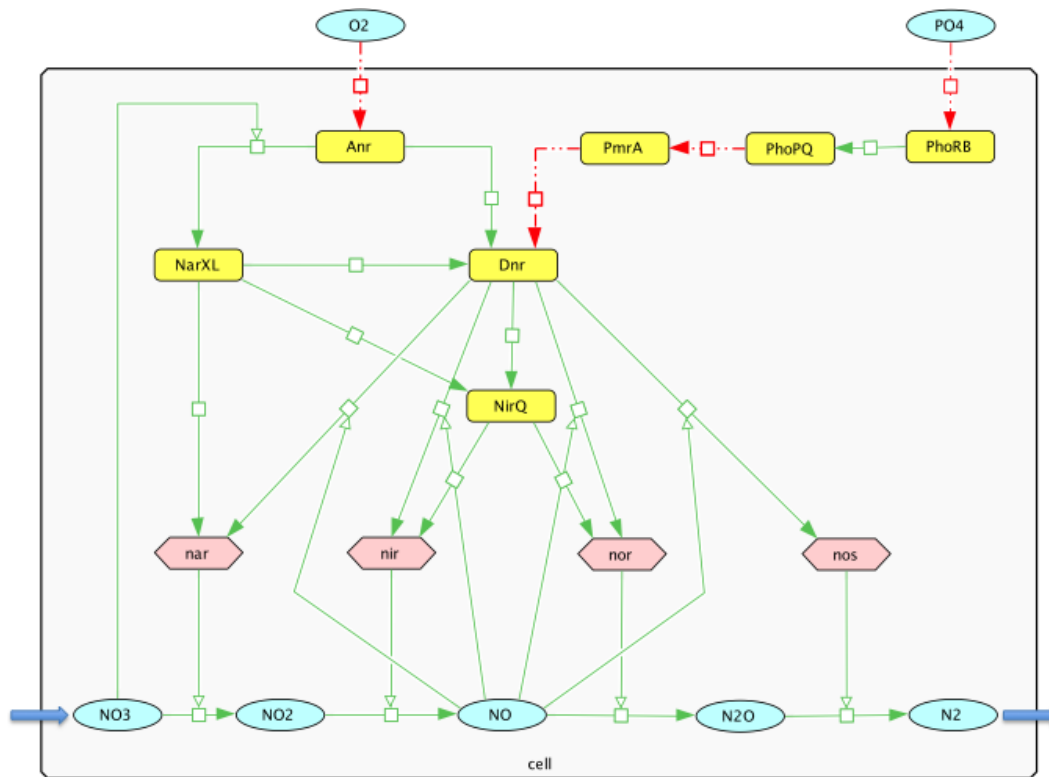 O2
PO4
Anr
PmrA
PhoPQ
PhoRB
NarXL
Dnr
NirQ
nar
nir
nor
nos
NO3
NO2
NO
N2O
N2
cell